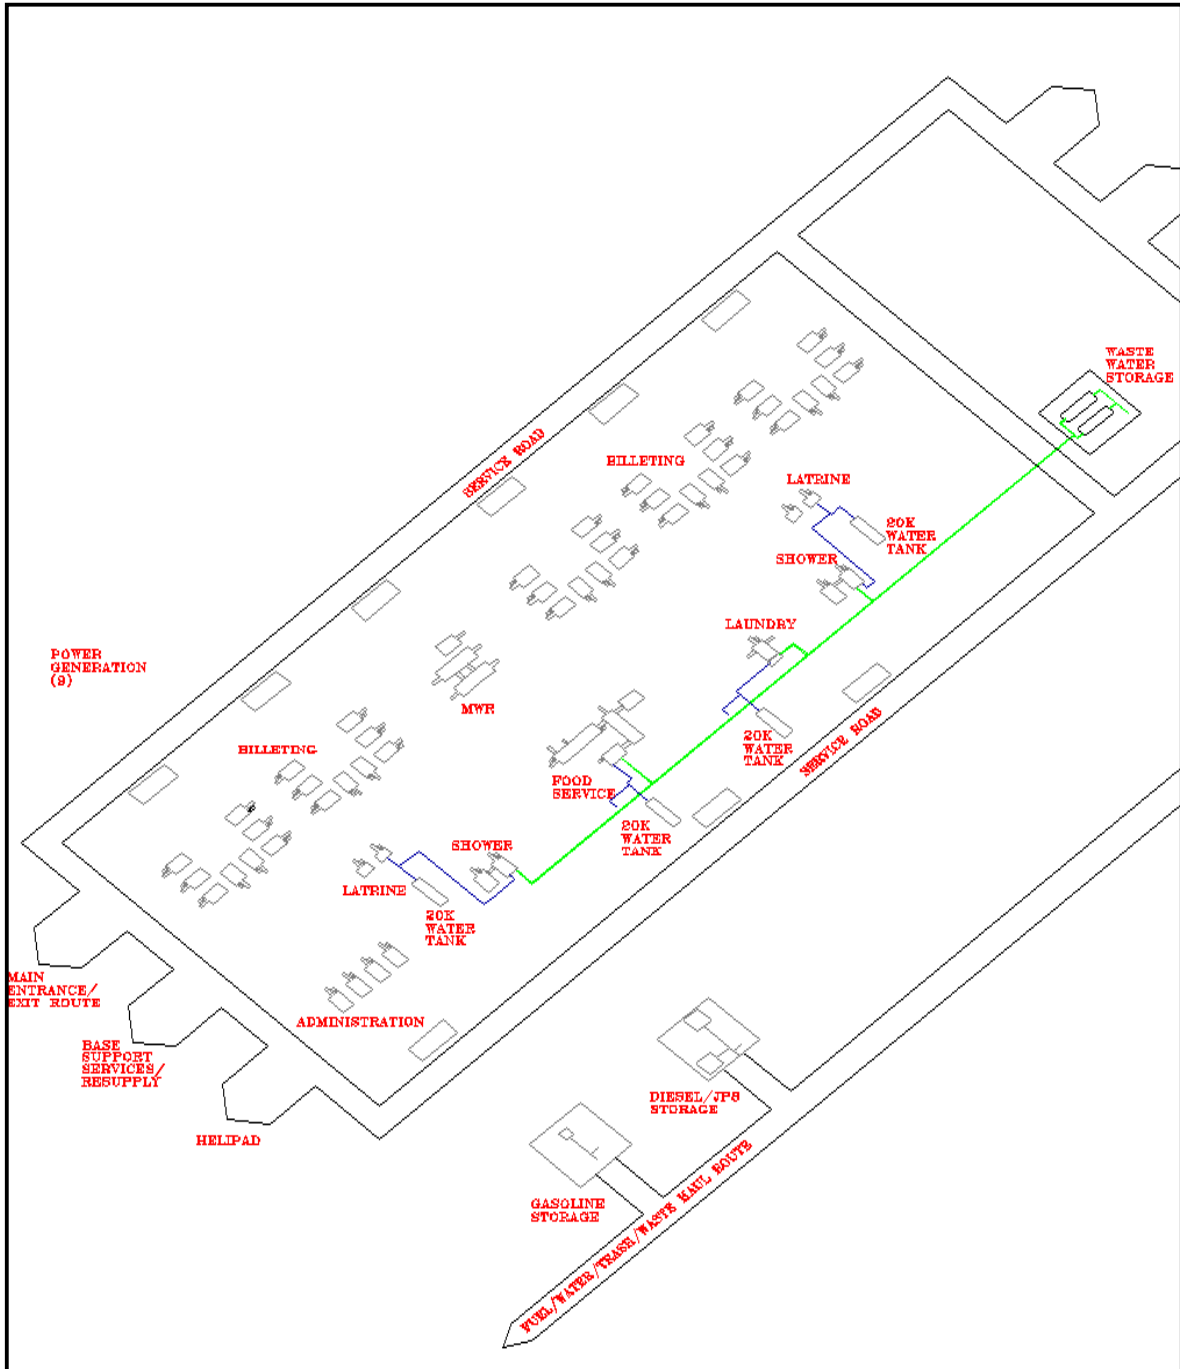 WASTE
WATER
STORAGE
SERVICE ROAD
BILLETING
LATRINE
20K
WATER
TANK
SHOWER
LAUNDRY
POWER
GENERATION
(9)
MWR
20K
WATER
TANK
SERVICE ROAD
BILLETING
FOOD
SERVICE
20K
WATER
TANK
SHOWER
LATRINE
20K
WATER
TANK
MAIN
ENTRANCE/
EXIT ROUTE
ADMINISTRATION
BASE
SUPPORT
SERVICES/
RESUPPLY
DIESEL/JP8
STORAGE
HELIPAD
GASOLINE
STORAGE
FUEL/WATER/TRASH/WASTE HAUL ROUTE